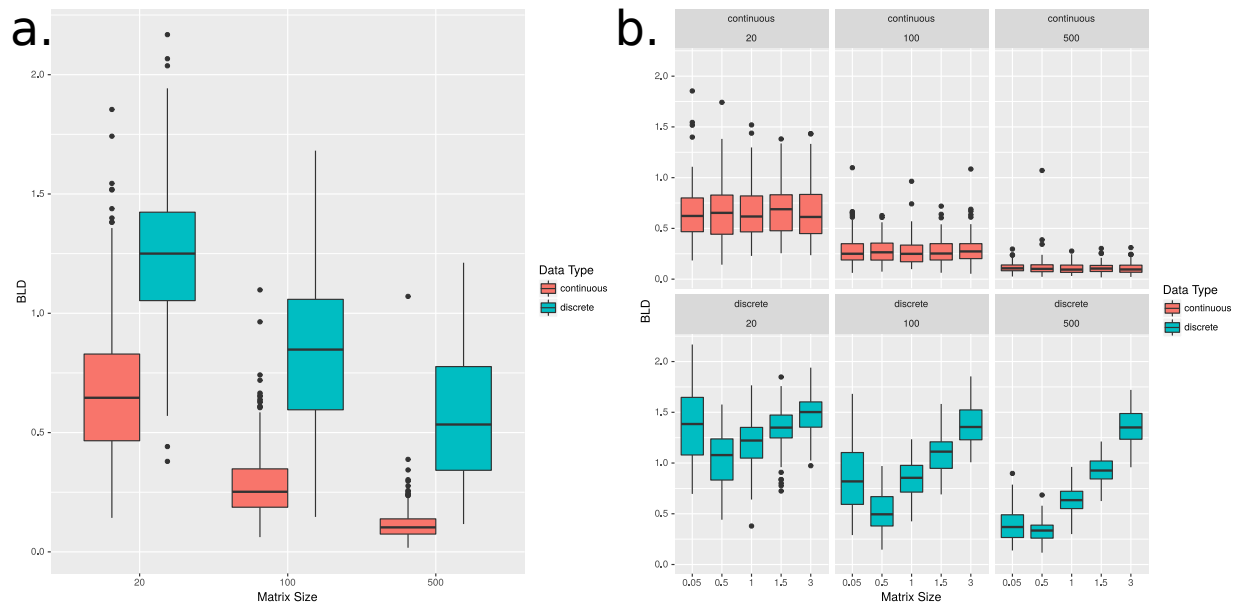 a.
BLD
2.0
1.5
1.0
0.5
0.0
20 100 500
Matrix Size
Data Type
continuous
discrete
b.
continuous continuous continuous
20 100 500
2.0
1.5
1.0
0.5
0.0
BLD
discrete discrete discrete
20 100 500
2.0
1.5
1.0
0.5
0.0
0.05 0.5 1 1.5 3 0.05 0.5 1 1.5 3 0.05 0.5 1 1.5 3
Matrix Size
Data Type
continuous
discrete